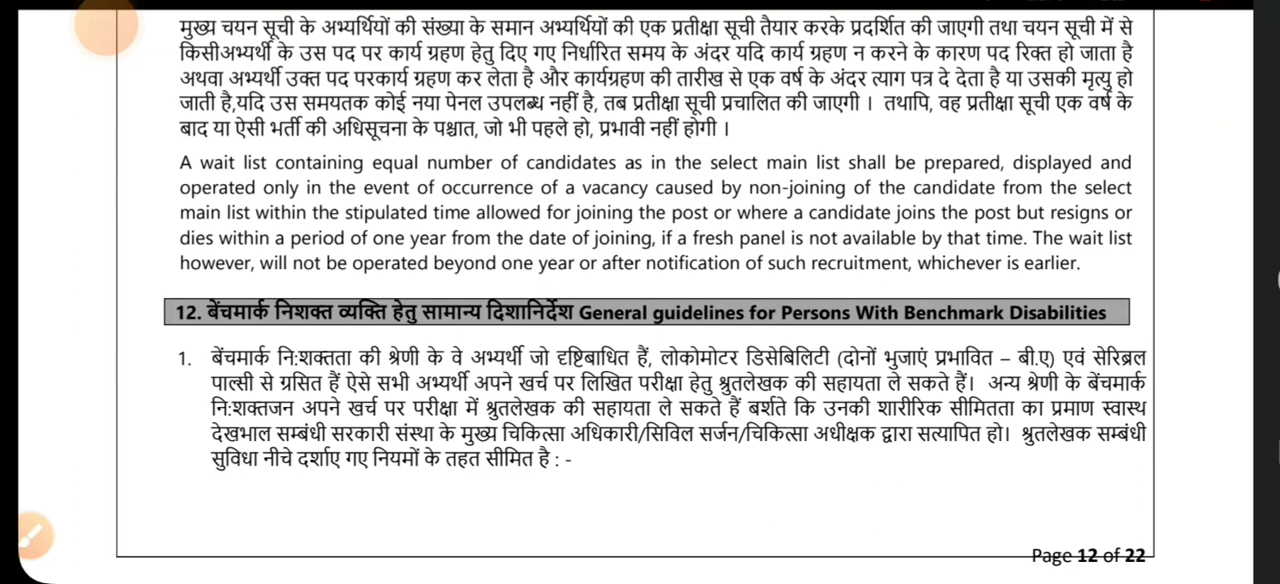 मुख्य चयन सूची के अभ्यर्थियों की संख्या के समान अभ्यर्थियों की एक प्रतीक्षा सूची तैयार करके प्रदर्शित की जाएगी तथा चयन सूची में से
किसीअभ्यर्थी के उस पद पर कार्य ग्रहण हेतु दिए गए निर्धारित समय के अंदर यदि कार्य ग्रहण न करने के कारण पद रिक्त हो जाता है
अथवा अभ्यर्थी उक्त पद परकार्य ग्रहण कर लेता है और कार्यग्रहण की तारीख से एक वर्ष के अंदर त्याग पत्र दे देता है या उसकी मृत्यु हो
जाती है,यदि उस समयतक कोई नया पेनल उपलब्ध नहीं है, तब प्रतीक्षा सूची प्रचालित की जाएगी । तथापि, वह प्रतीक्षा सूची एक वर्ष के
बाद या ऐसी भर्ती की अधिसूचना के पश्चात, जो भी पहले हो, प्रभावी नहीं होगी ।
A wait list containing equal number of candidates as in the select main list shall be prepared, displayed and
operated only in the event of occurrence of a vacancy caused by non-joining of the candidate from the select
main list within the stipulated time allowed for joining the post or where a candidate joins the post but resigns or
dies within a period of one year from the date of joining, if a fresh panel is not available by that time. The wait list
however, will not be operated beyond one year or after notification of such recruitment, whichever is earlier.
12. बेंचमार्क निशक्त व्यक्ति हेतु सामान्य दिशानिर्देश General guidelines for Persons With Benchmark Disabilities
1. बेंचमार्क नि:शक्तता की श्रेणी के वे अभ्यर्थी जो दृष्टिबाधित हैं, लोकोमोटर डिसेबिलिटी (दोनों भुजाएं प्रभावित – बी.ए) एवं सेरिब्रल
पाल्सी से ग्रसित हैं ऐसे सभी अभ्यर्थी अपने खर्च पर लिखित परीक्षा हेतु श्रुतलेखक की सहायता ले सकते हैं। अन्य श्रेणी के बेंचमार्क
नि:शक्तजन अपने खर्च पर परीक्षा में श्रुतलेखक की सहायता ले सकते हैं बर्शते कि उनकी शारीरिक सीमितता का प्रमाण स्वास्थ
देखभाल सम्बंधी सरकारी संस्था के मुख्य चिकित्सा अधिकारी/सिविल सर्जन/चिकित्सा अधीक्षक द्वारा सत्यापित हो। श्रुतलेखक सम्बंधी
सुविधा नीचे दर्शाए गए नियमों के तहत सीमित है : -
Page 12 of 22